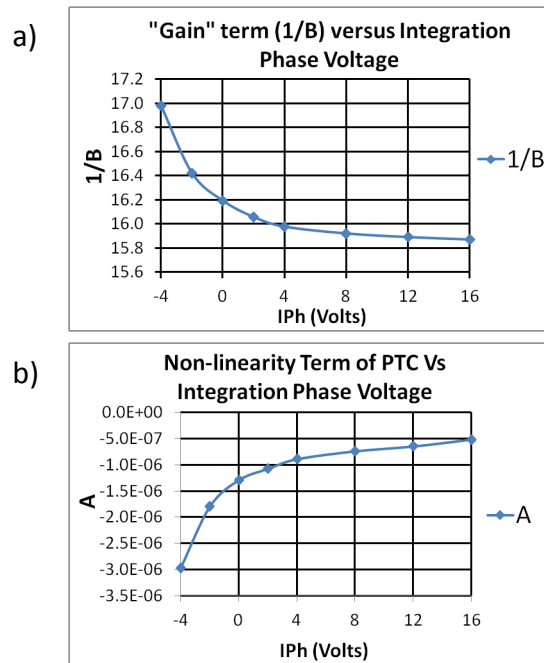 a)
"Gain" term (1/B) versus Integration
Phase Voltage
17.2
17.0
16.8
16.6
16.4
16.2
16.0
15.8
15.6
1/B
1/B
-4 0 4 8 12 16
IPh (Volts)
b)
Non-linearity Term of PTC Vs
Integration Phase Voltage
0.0E+00
-5.0E-07
-1.0E-06
-1.5E-06
-2.0E-06
-2.5E-06
-3.0E-06
-3.5E-06
A
A
-4 0 4 8 12 16
IPh (Volts)